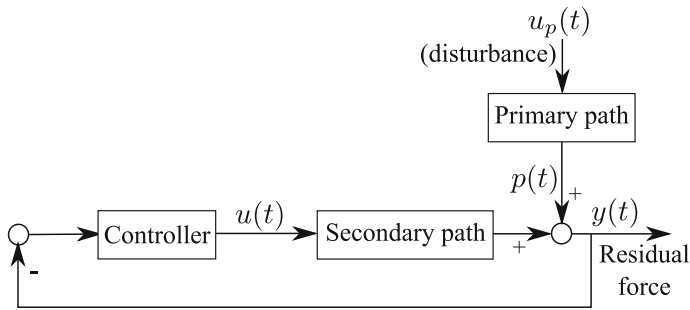 u_p(t)
(disturbance)
Primary path
p(t)
+
Controller
u(t)
Secondary path
+
y(t)
Residual
force
-